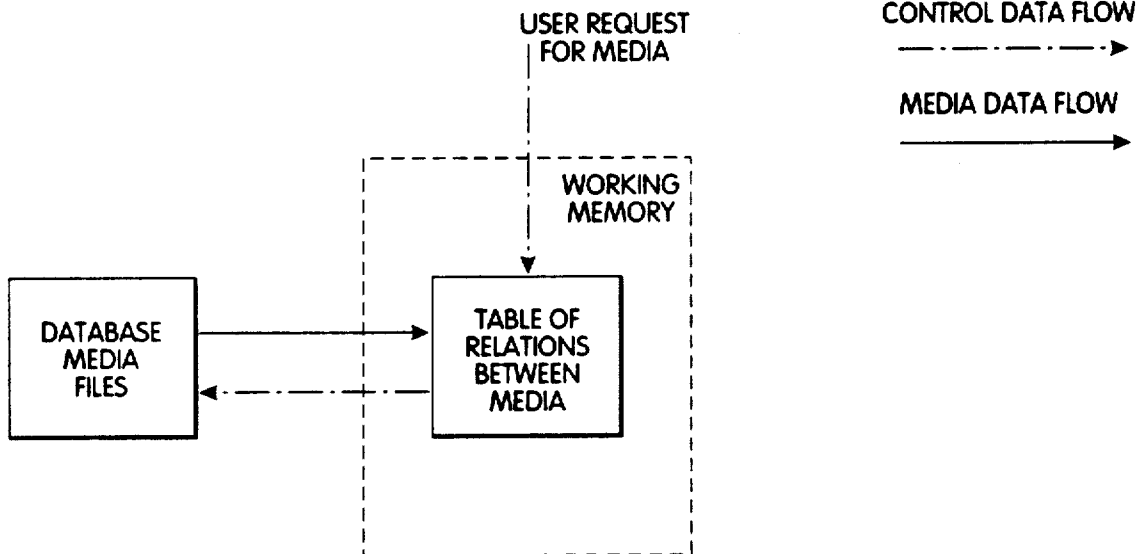 USER REQUEST
FOR MEDIA
CONTROL DATA FLOW
MEDIA DATA FLOW
WORKING
MEMORY
DATABASE
MEDIA
FILES
TABLE OF
RELATIONS
BETWEEN
MEDIA